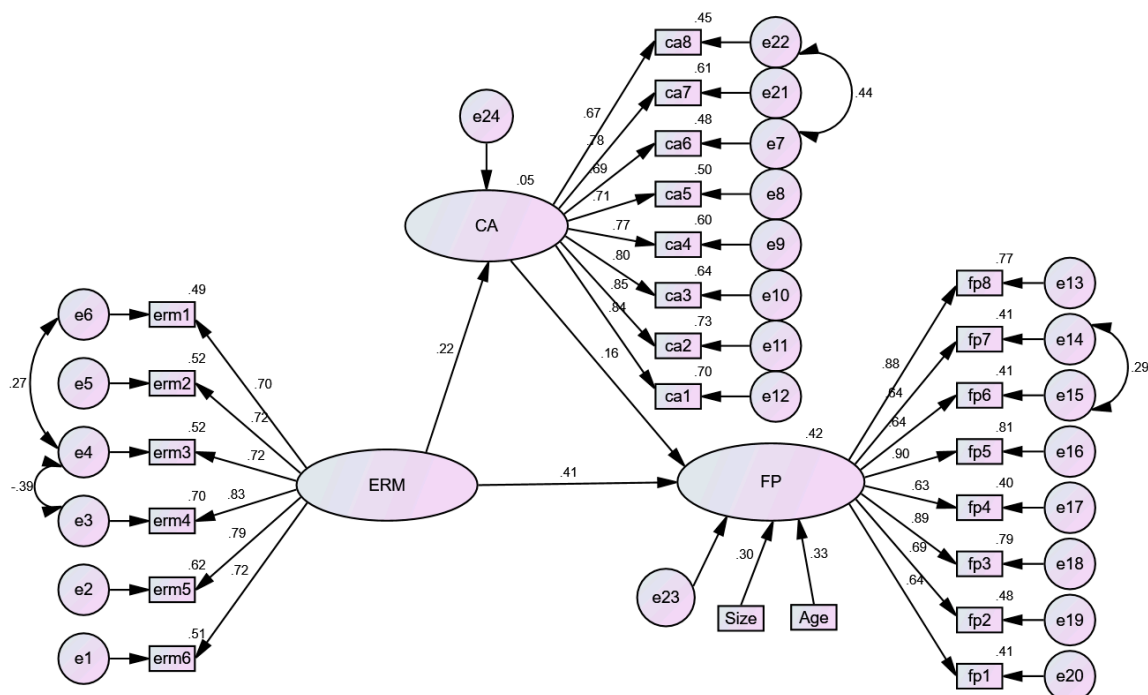 .45
ca8
e22
.61
ca7
e21
.44
.67
e24
.48
.78
ca6
e7
.69
.50
.05
.71
ca5
e8
CA
.60
.77
ca4
e9
.80
.64
ca3
e10
.85
.73
.84
ca2
e11
.70
ca1
e12
.22
.16
.49
e6
erm1
.52
e5
erm2
.27
.70
.52
.72
e4
erm3
.72
-.39
.70
.83
e3
erm4
.79
.62
.72
e2
erm5
.51
e1
erm6
ERM
.41
.42
FP
.77
fp8
e13
.41
fp7
e14
.88
.29
.41
.64
fp6
e15
.64
.81
fp5
e16
.90
.40
.63
fp4
e17
.89
.79
.69
fp3
e18
.64
.48
fp2
e19
.41
fp1
e20
.30
.33
e23
Size
Age